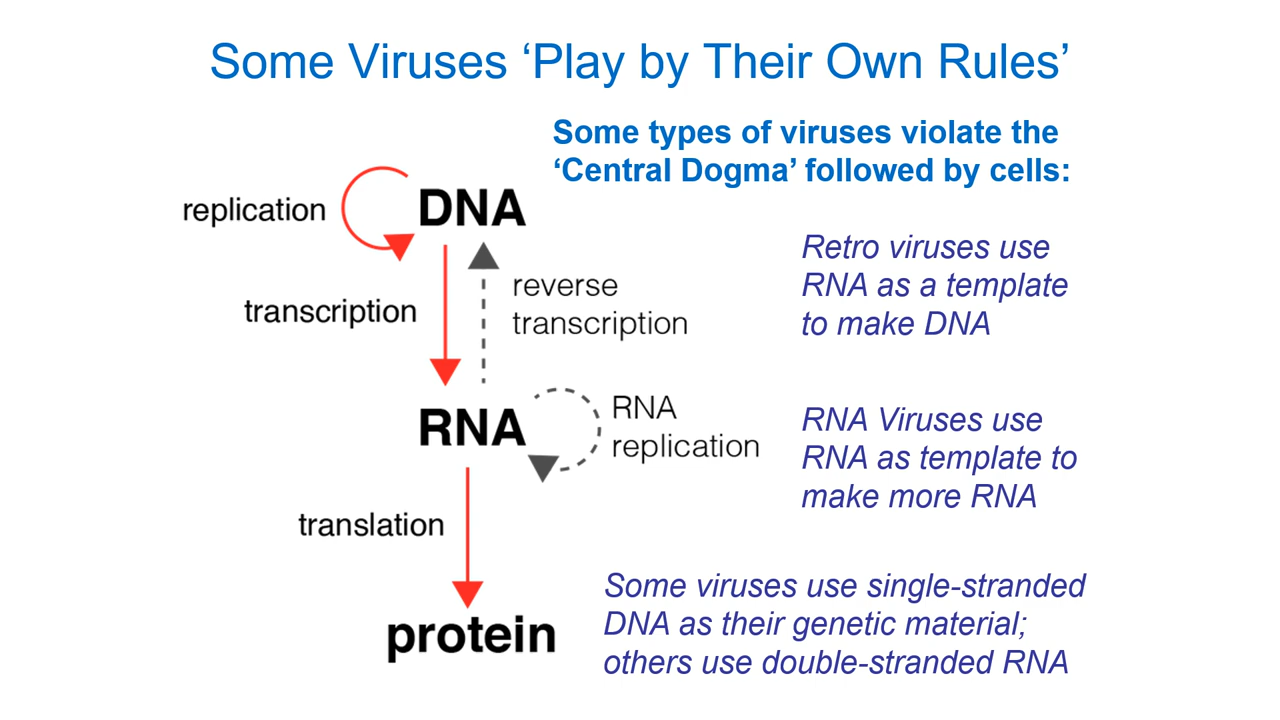 Some Viruses ‘Play by Their Own Rules’
Some types of viruses violate the
‘Central Dogma’ followed by cells:
replication
DNA
transcription
reverse
transcription
Retro viruses use
RNA as a template
to make DNA
RNA
RNA
replication
RNA Viruses use
RNA as template to
make more RNA
translation
protein
Some viruses use single-stranded
DNA as their genetic material;
others use double-stranded RNA